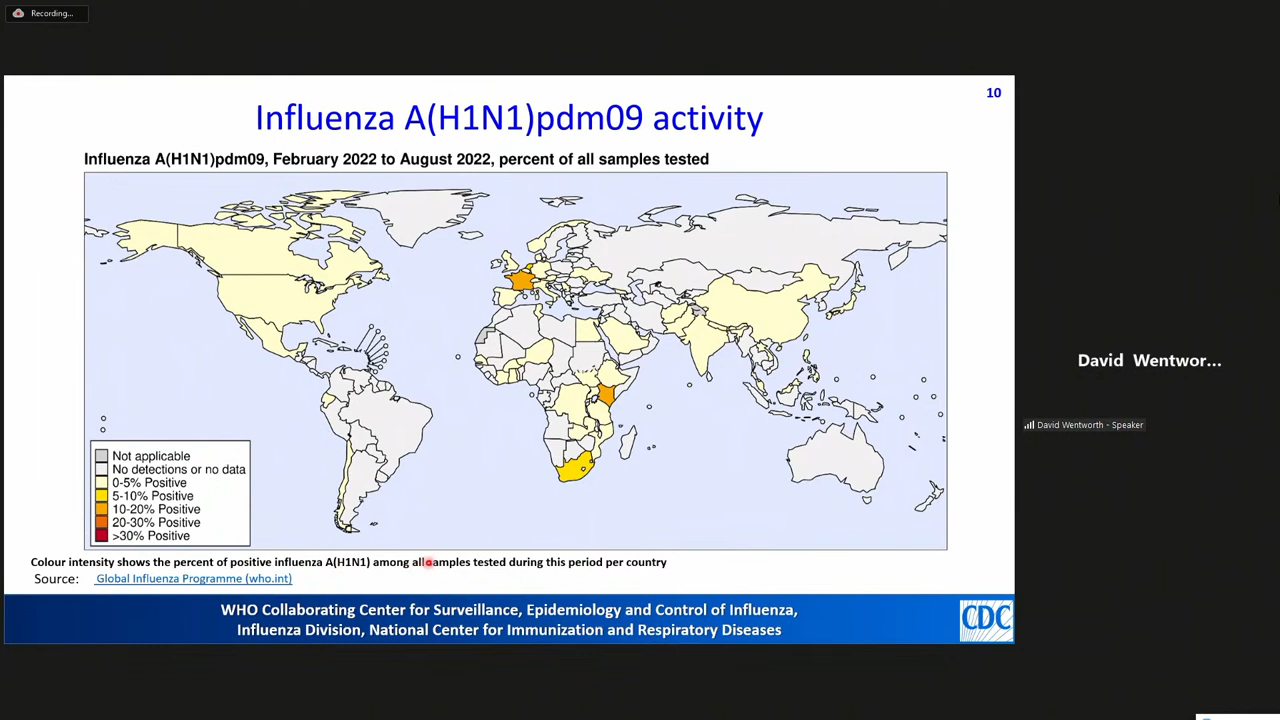 Recording...
10
Influenza A(H1N1)pdm09 activity
Influenza A(H1N1)pdm09, February 2022 to August 2022, percent of all samples tested
Not applicable
No detections or no data
0-5% Positive
5-10% Positive
10-20% Positive
20-30% Positive
>30% Positive
Colour intensity shows the percent of positive influenza A(H1N1) among all samples tested during this period per country
Source: Global Influenza Programme (who.int)
WHO Collaborating Center for Surveillance, Epidemiology and Control of Influenza,
Influenza Division, National Center for Immunization and Respiratory Diseases
CDC
David Wentwor...
David Wentworth - Speaker